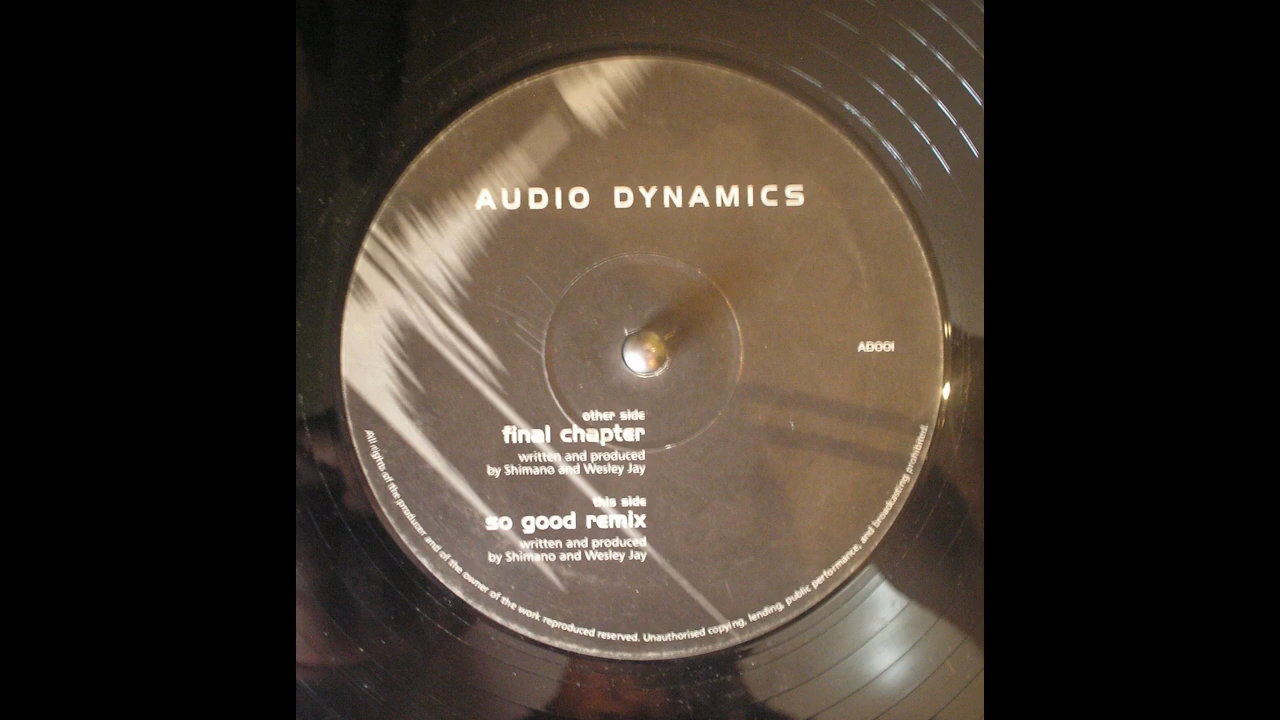 AUDIO DYNAMICS
AD001
other side
final chapter
written and produced
by Shimano and Wesley Jay
this side
so good remix
written and produced
by Shimano and Wesley Jay
All rights of the producer and of the owner of the work reproduced reserved. Unauthorised copying, lending, public performance, and broadcasting prohibited.